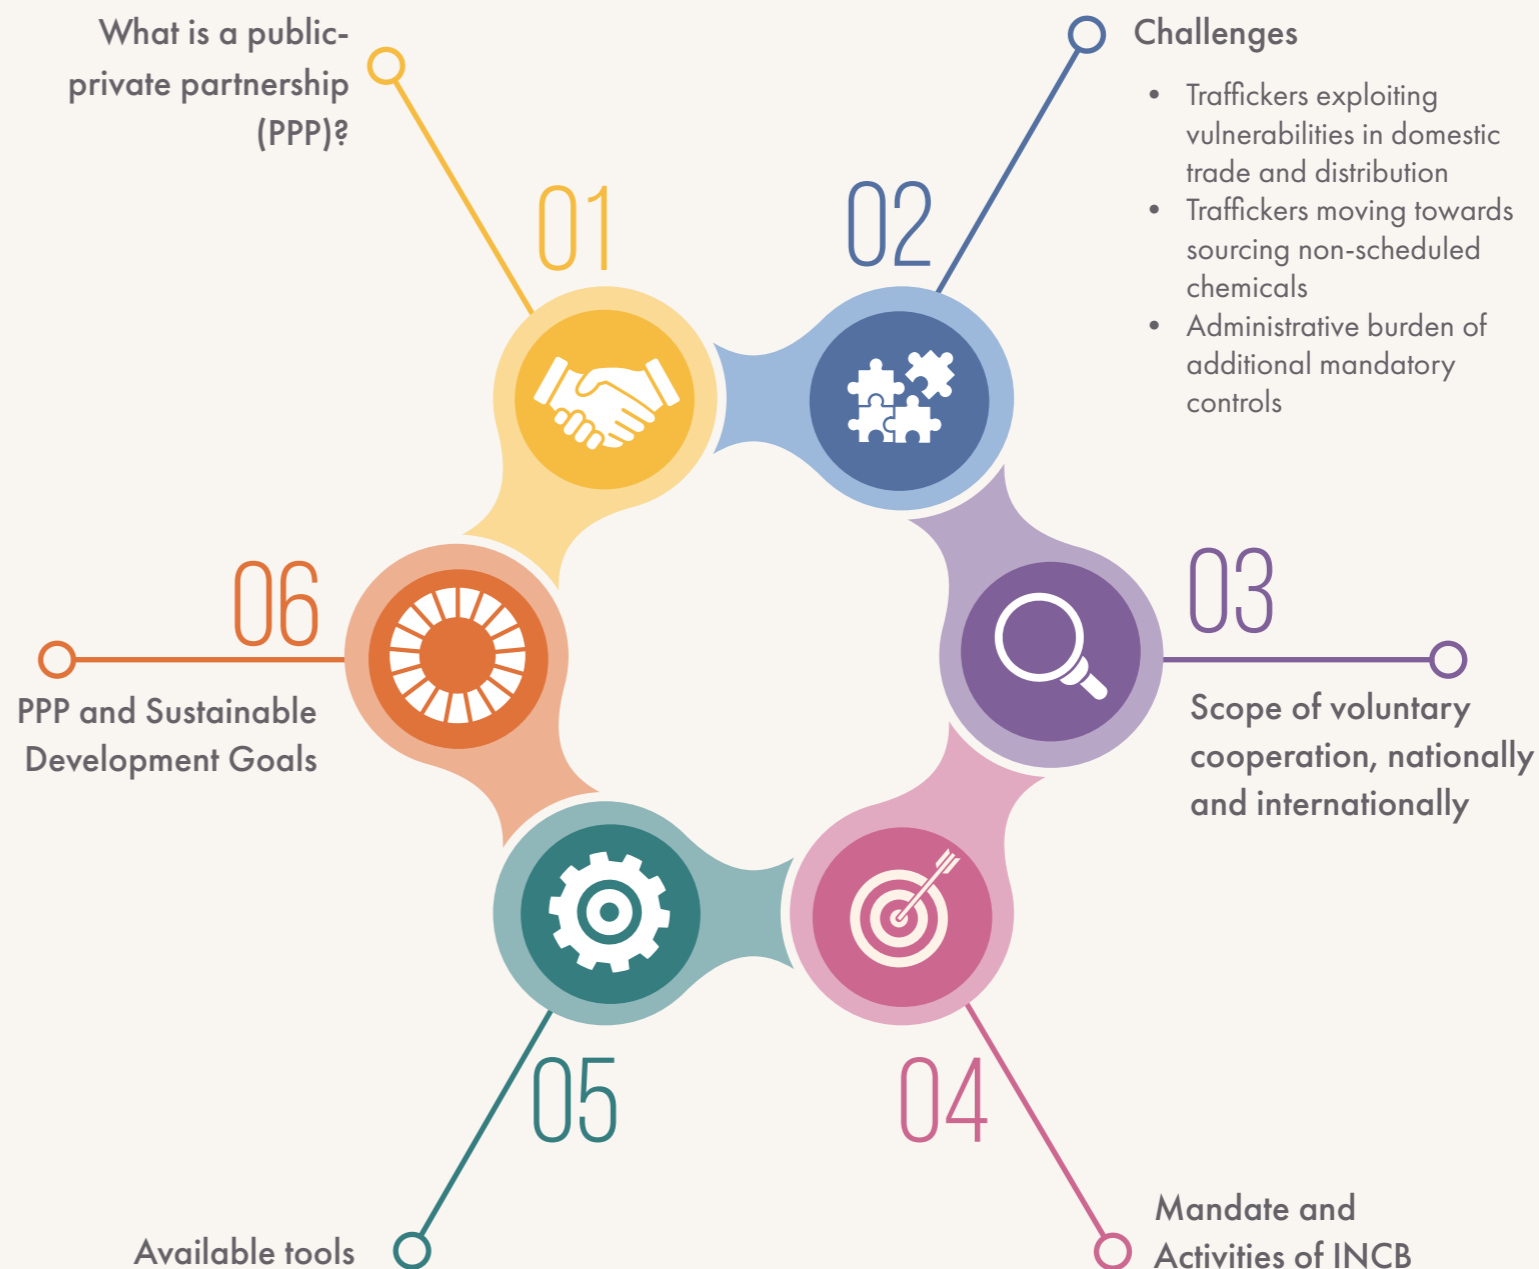 What is a public-
private partnership
(PPP)?
01
02
Challenges
• Traffickers exploiting
vulnerabilities in domestic
trade and distribution
• Traffickers moving towards
sourcing non-scheduled
chemicals
• Administrative burden of
additional mandatory
controls
03
Scope of voluntary
cooperation, nationally
and internationally
04
Mandate and
Activities of INCB
05
Available tools
06
PPP and Sustainable
Development Goals